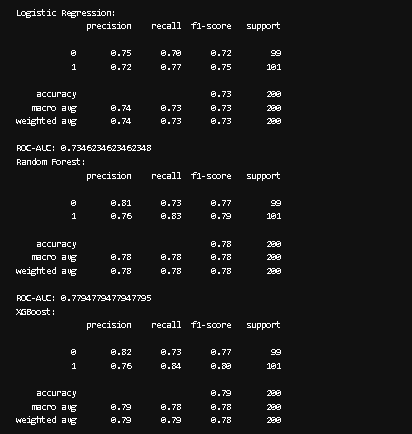 Logistic Regression:
precision recall f1-score support
0 0.75 0.70 0.72 99
1 0.72 0.77 0.75 101
accuracy 0.73 200
macro avg 0.74 0.73 0.73 200
weighted avg 0.74 0.73 0.73 200
ROC-AUC: 0.7346234623462348
Random Forest:
precision recall f1-score support
0 0.81 0.73 0.77 99
1 0.76 0.83 0.79 101
accuracy 0.78 200
macro avg 0.78 0.78 0.78 200
weighted avg 0.78 0.78 0.78 200
ROC-AUC: 0.7794779477947795
XGBoost:
precision recall f1-score support
0 0.82 0.73 0.77 99
1 0.76 0.84 0.80 101
accuracy 0.79 200
macro avg 0.79 0.78 0.78 200
weighted avg 0.79 0.79 0.78 200